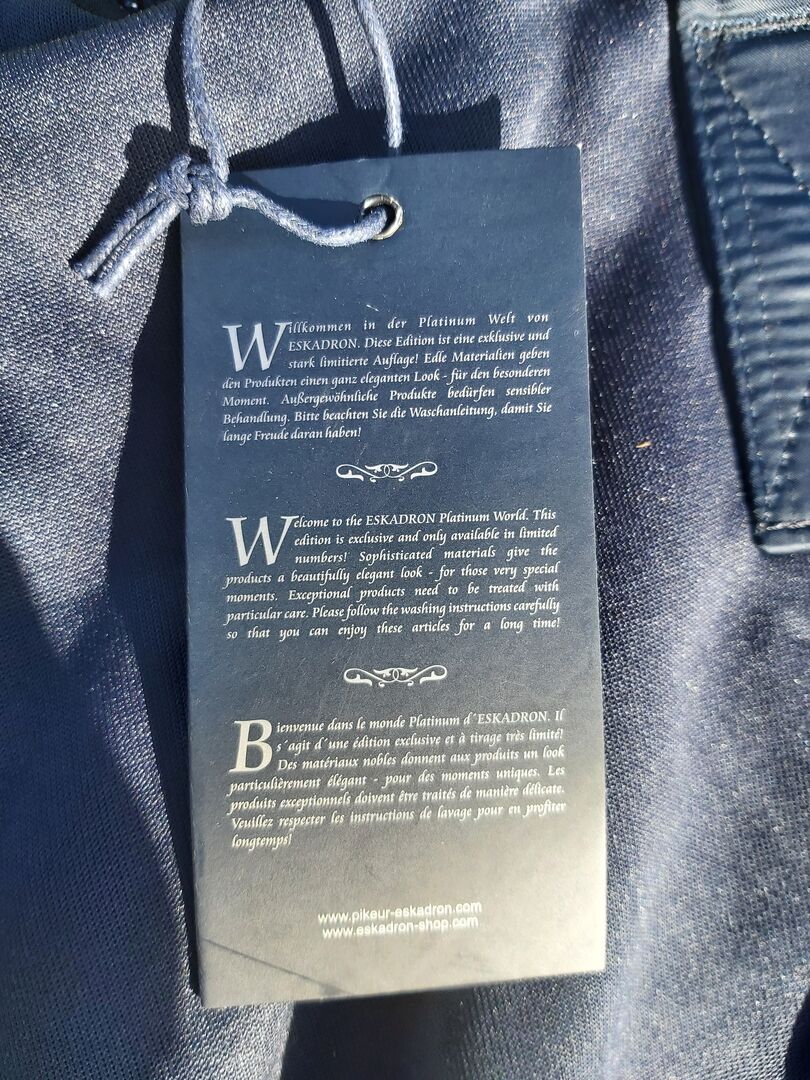 Willkommen in der Platinum Welt von
ESKADRON. Diese Edition ist eine exklusive und
stark limitierte Auflage! Edle Materialien geben
den Produkten einen ganz eleganten Look - für den besonderen
Moment. Außergewöhnliche Produkte bedürfen sensibler
Behandlung. Bitte beachten Sie die Waschanleitung, damit Sie
lange Freude daran haben!
Welcome to the ESKADRON Platinum World. This
edition is exclusive and only available in limited
numbers! Sophisticated materials give the
products a beautifully elegant look - for those very special
moments. Exceptional products need to be treated with
particular care. Please follow the washing instructions carefully
so that you can enjoy these articles for a long time!
Bienvenue dans le monde Platinum d´ESKADRON. Il
s´agit d´une édition exclusive et à tirage très limité!
Des matériaux nobles donnent aux produits un look
particulièrement élégant - pour des moments uniques. Les
produits exceptionnels doivent être traités de manière délicate.
Veuillez respecter les instructions de lavage pour en profiter
longtemps!
www.pikeur-eskadron.com
www.eskadron-shop.com